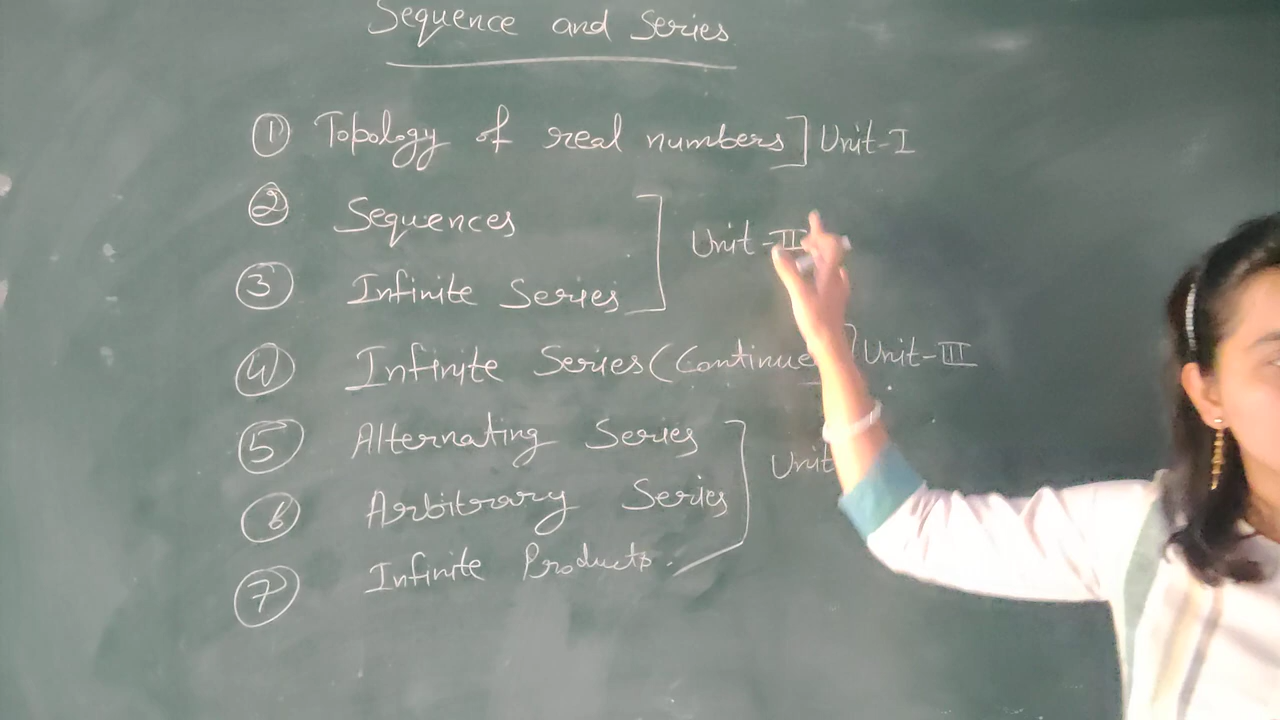 Sequence and Series
① Topology of real numbers] Unit-I
② Sequences
Unit-II
③ Infinite Series
④ Infinite Series (Continue ] Unit-III
⑤ Alternating Series
Unit
⑥ Arbitrary Series
⑦ Infinite Products.